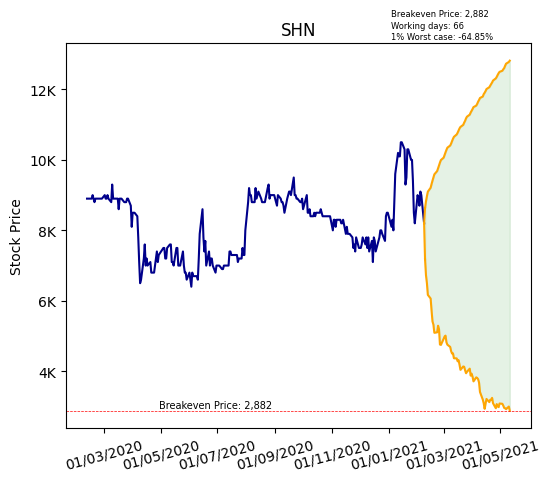 Breakeven Price: 2,882
Working days: 66
1% Worst case: -64.85%
SHN
Stock Price
12K
10K
8K
6K
4K
Breakeven Price: 2,882
01/03/2020 01/05/2020 01/07/2020 01/09/2020 01/11/2020 01/01/2021 01/03/2021 01/05/2021